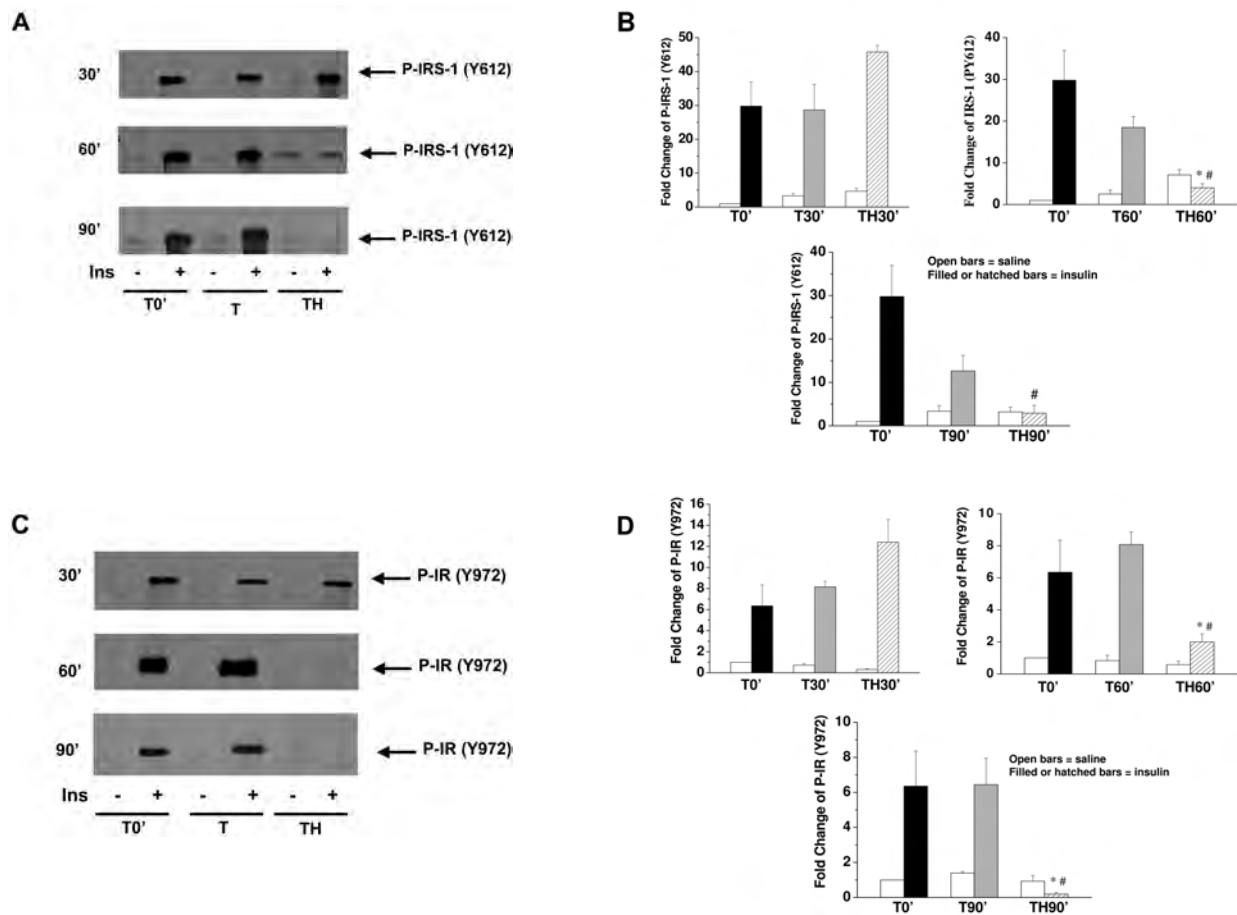 A
30'
P-IRS-1 (Y612)
60'
P-IRS-1 (Y612)
90'
P-IRS-1 (Y612)
Ins - + - + - +
T0' T TH
B
Fold Change of P-IRS-1 (Y612)
50
40
30
20
10
0
T0' T30' TH30'
Fold Change of IRS-1 (PY612)
40
30
20
10
0
* #
T0' T60' TH60'
Fold Change of P-IRS-1 (Y612)
40
30
20
10
0
Open bars = saline
Filled or hatched bars = insulin
#
T0' T90' TH90'
C
30'
P-IR (Y972)
60'
P-IR (Y972)
90'
P-IR (Y972)
Ins - + - + - +
T0' T TH
D
Fold Change of P-IR (Y972)
16
14
12
10
8
6
4
2
0
T0' T30' TH30'
Fold Change of P-IR (Y972)
10
8
6
4
2
0
* #
T0' T60' TH60'
Fold Change of P-IR (Y972)
10
8
6
4
2
0
Open bars = saline
Filled or hatched bars = insulin
* #
T0' T90' TH90'